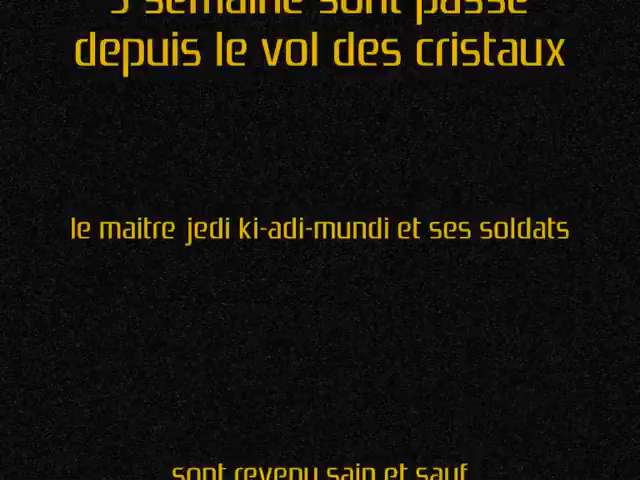 semaine sont passé
depuis le vol des cristaux
le maitre jedi ki-adi-mundi et ses soldats
sont revenu sain et sauf